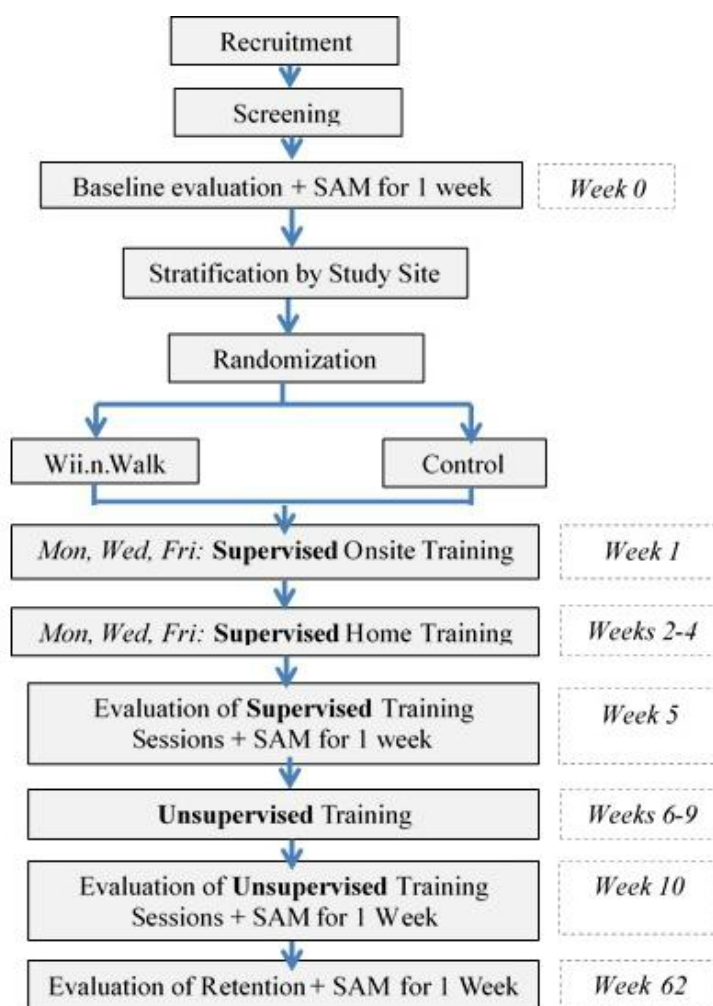 Recruitment
Screening
Baseline evaluation + SAM for 1 week
Week 0
Stratification by Study Site
Randomization
Wii.n.Walk
Control
Mon, Wed, Fri: Supervised Onsite Training
Week 1
Mon, Wed, Fri: Supervised Home Training
Weeks 2-4
Evaluation of Supervised Training
Sessions + SAM for 1 week
Week 5
Unsupervised Training
Weeks 6-9
Evaluation of Unsupervised Training
Sessions + SAM for 1 Week
Week 10
Evaluation of Retention + SAM for 1 Week
Week 62